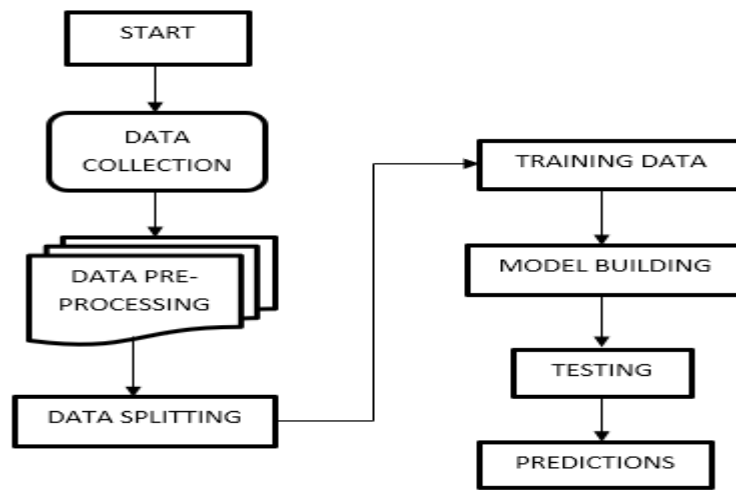 START
DATA
COLLECTION
DATA PRE-
PROCESSING
DATA SPLITTING
TRAINING DATA
MODEL BUILDING
TESTING
PREDICTIONS